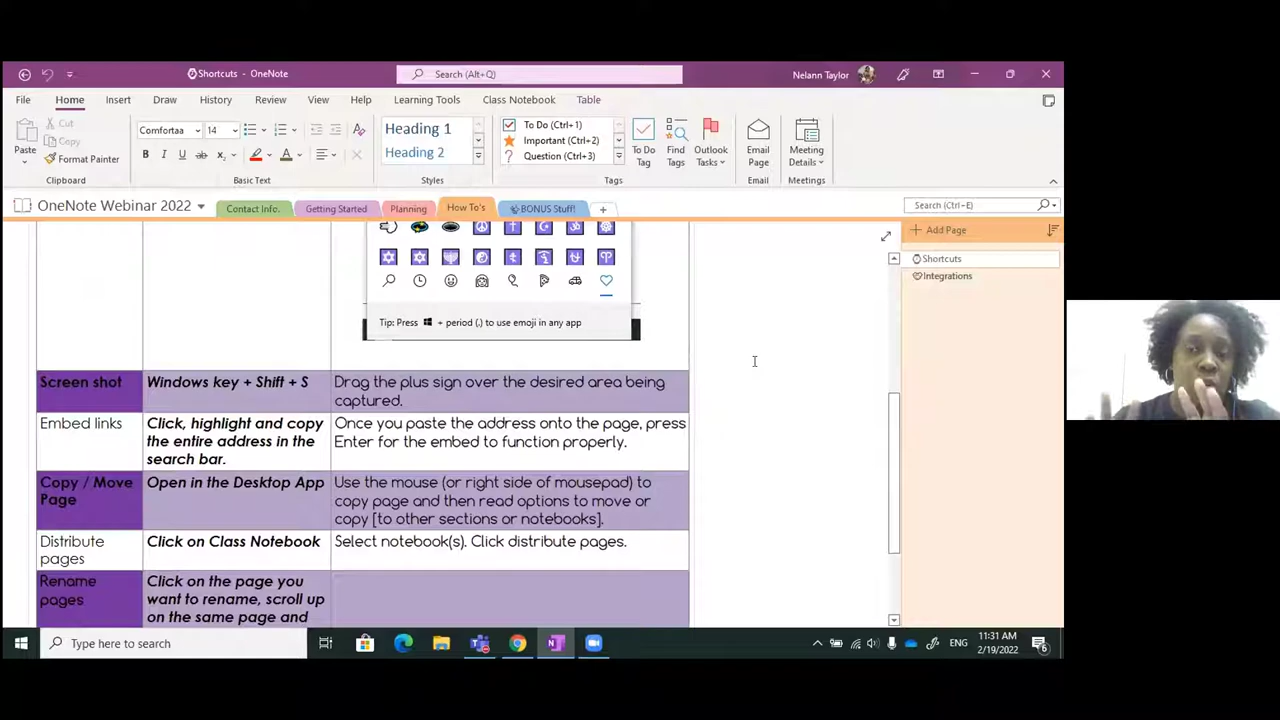 Shortcuts - OneNote
Search (Alt+Q)
Nelann Taylor
File Home Insert Draw History Review View Help Learning Tools Class Notebook Table
Paste
Cut
Copy
Format Painter
Clipboard
Comfortaa 14
B I U ab x₂ A
Basic Text
Heading 1
Heading 2
Styles
To Do (Ctrl+1)
Important (Ctrl+2)
Question (Ctrl+3)
Tags
To Do
Tag
Find
Tags
Outlook
Tasks
Email
Page
Email
Meeting
Details
Meetings
OneNote Webinar 2022
Contact Info. Getting Started Planning How To's BONUS Stuff! +
Search (Ctrl+E)
Add Page
Shortcuts
Integrations
Tip: Press + period (.) to use emoji in any app
Screen shot
Windows key + Shift + S
Drag the plus sign over the desired area being
captured.
Embed links
Click, highlight and copy
the entire address in the
search bar.
Once you paste the address onto the page, press
Enter for the embed to function properly.
Copy / Move
Page
Open in the Desktop App
Use the mouse (or right side of mousepad) to
copy page and then read options to move or
copy [to other sections or notebooks].
Distribute
pages
Click on Class Notebook
Select notebook(s). Click distribute pages.
Rename
pages
Click on the page you
want to rename, scroll up
on the same page and
Type here to search
ENG
11:31 AM
2/19/2022
6